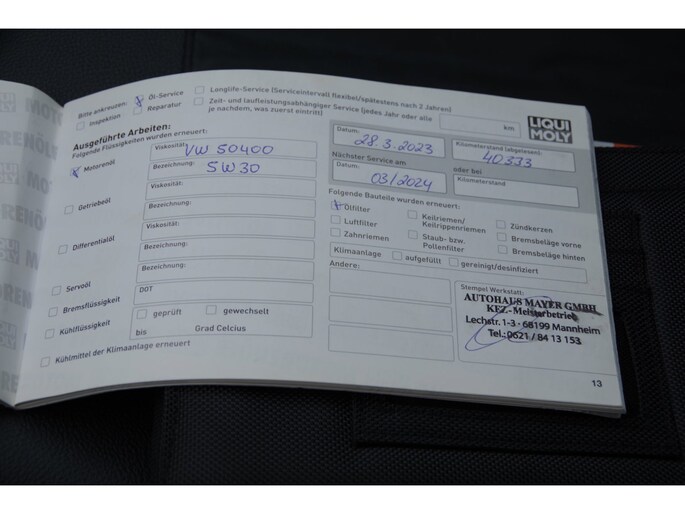 Bitte ankreuzen: Öl-Service Longlife-Service (Serviceintervall flexibel/spätestens nach 2 Jahren)
Inspektion Reparatur Zeit- und laufleistungsabhängiger Service (jedes Jahr oder alle km
je nachdem, was zuerst eintritt)
LIQUI
MOLY
Ausgeführte Arbeiten:
Folgende Flüssigkeiten wurden erneuert:
Motorenöl
Viskosität: VW 50400
Bezeichnung: 5W30
Getriebeöl
Viskosität:
Bezeichnung:
Differentialöl
Viskosität:
Bezeichnung:
Servoöl
Bezeichnung:
Bremsflüssigkeit
DOT
Kühlflüssigkeit
geprüft gewechselt
bis Grad Celcius
Kühlmittel der Klimaanlage erneuert
Datum: 28.3.2023
Kilometerstand (abgelesen): 40333
Nächster Service am oder bei
Datum: 03/2024
Kilometerstand
Folgende Bauteile wurden erneuert:
Ölfilter Keilriemen/ Zündkerzen
Keilrippenriemen
Luftfilter Staub- bzw. Bremsbeläge vorne
Pollenfilter
Zahnriemen Bremsbeläge hinten
Klimaanlage aufgefüllt gereinigt/desinfiziert
Andere:
Stempel Werkstatt:
AUTOHAUS MAYER GMBH
KFZ.-Meisterbetrieb
Lechstr. 1-3 - 68199 Mannheim
Tel.: 0621 / 84 13 153
13